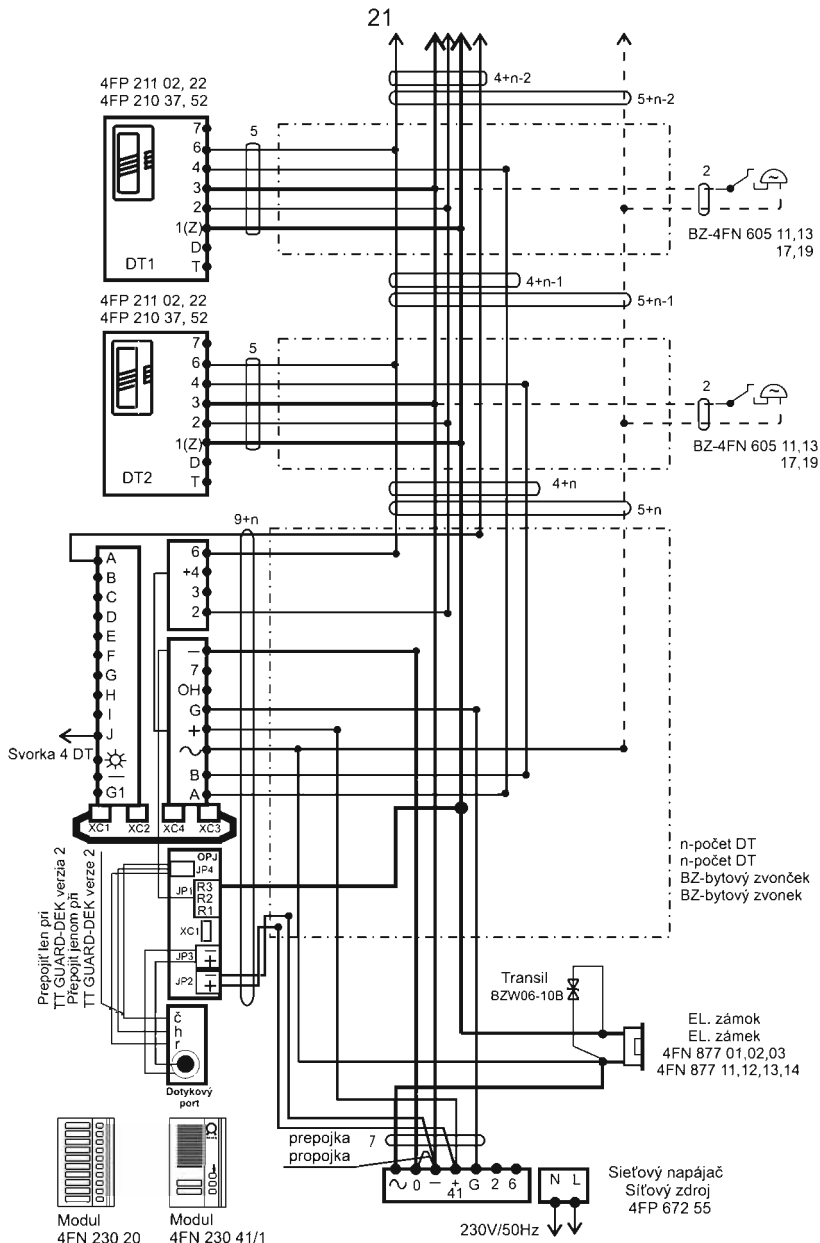 21
4+n-2
5+n-2
4FP 211 02, 22
4FP 210 37, 52
7
6
4
3
2
1(Z)
D
T
DT1
5
2
BZ-4FN 605 11,13
17,19
4+n-1
5+n-1
4FP 211 02, 22
4FP 210 37, 52
7
6
4
3
2
1(Z)
D
T
DT2
5
2
BZ-4FN 605 11,13
17,19
4+n
5+n
9+n
A
B
C
D
E
F
G
H
I
J
G1
Svorka 4 DT
6
+4
3
2
—
7
OH
G
+
~
B
A
XC1
XC2
XC4
XC3
n-počet DT
n-počet DT
BZ-bytový zvonček
BZ-bytový zvonek
Prepojiť len pri
TT GUARD-DEK verzia 2
Přepojit jenom při
TT GUARD-DEK verze 2
OPJ
JP4
JP1
R3
R2
R1
XC1
JP3
+
JP2
+
č
h
r
Dotykový
port
Transil
BZW06-10B
EL. zámok
EL. zámek
4FN 877 01,02,03
4FN 877 11,12,13,14
prepojka
propojka
7
~ 0 — + G 2 6
41
N L
230V/50Hz
Sieťový napájač
Síťový zdroj
4FP 672 55
Modul
4FN 230 20
Modul
4FN 230 41/1